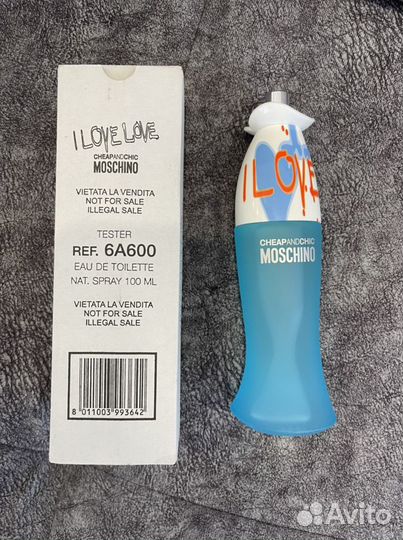 I LOVE LOVE
CHEAPANDCHIC
MOSCHINO
VIETATA LA VENDITA
NOT FOR SALE
ILLEGAL SALE
TESTER
REF. 6A600
EAU DE TOILETTE
NAT. SPRAY 100 ML
VIETATA LA VENDITA
NOT FOR SALE
ILLEGAL SALE
8 011003 993642
I LOVE
CHEAPANDCHIC
MOSCHINO
Avito